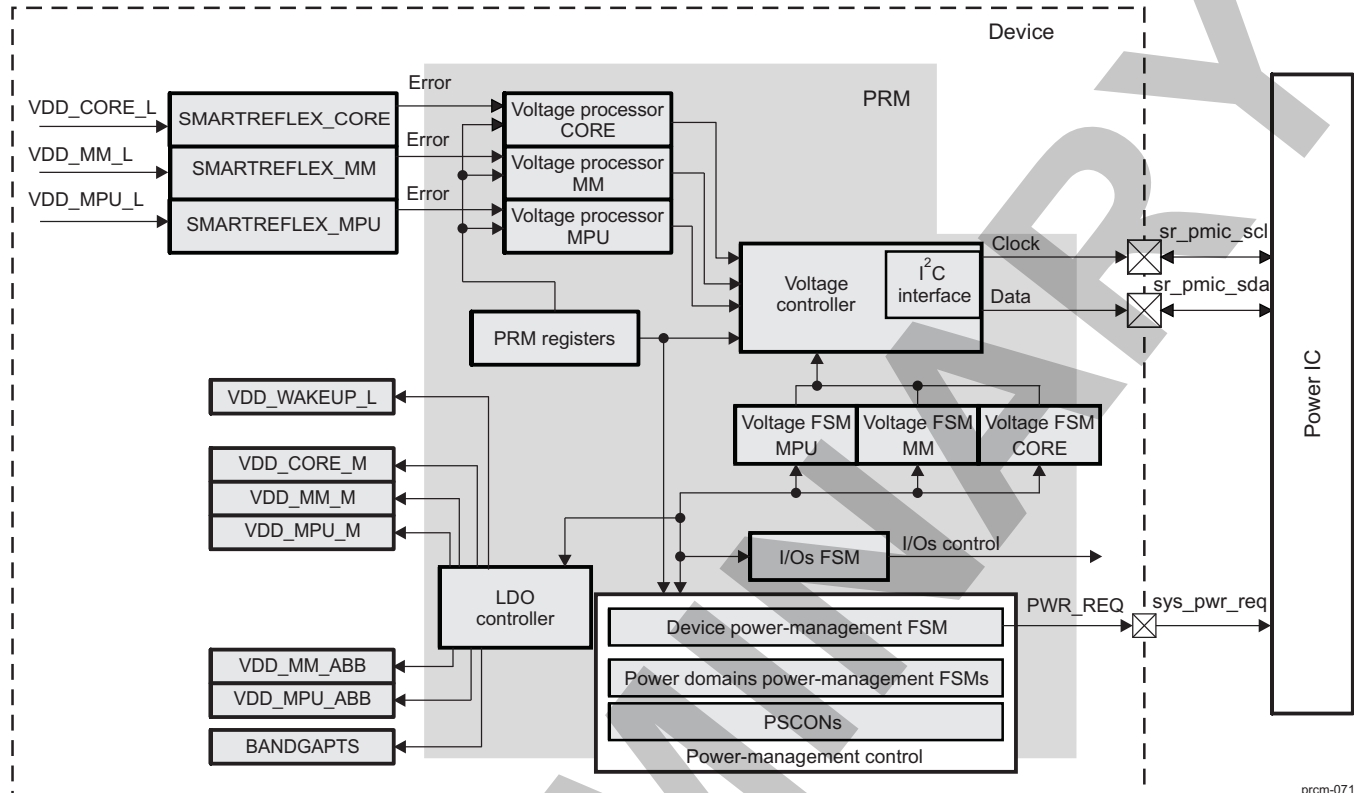 Device
Error
PRM
VDD_CORE_L
SMARTREFLEX_CORE
Voltage processor
CORE
Error
VDD_MM_L
SMARTREFLEX_MM
Voltage processor
MM
Error
VDD_MPU_L
SMARTREFLEX_MPU
Voltage processor
MPU
Clock
sr_pmic_scl
Voltage
controller
I2C
interface
Data
sr_pmic_sda
PRM registers
Power IC
VDD_WAKEUP_L
Voltage FSM
MPU
Voltage FSM
MM
Voltage FSM
CORE
VDD_CORE_M
VDD_MM_M
VDD_MPU_M
I/Os FSM
I/Os control
LDO
controller
PWR_REQ
sys_pwr_req
Device power-management FSM
VDD_MM_ABB
Power domains power-management FSMs
VDD_MPU_ABB
PSCONs
BANDGAPTS
Power-management control
prcm-071
MINARY